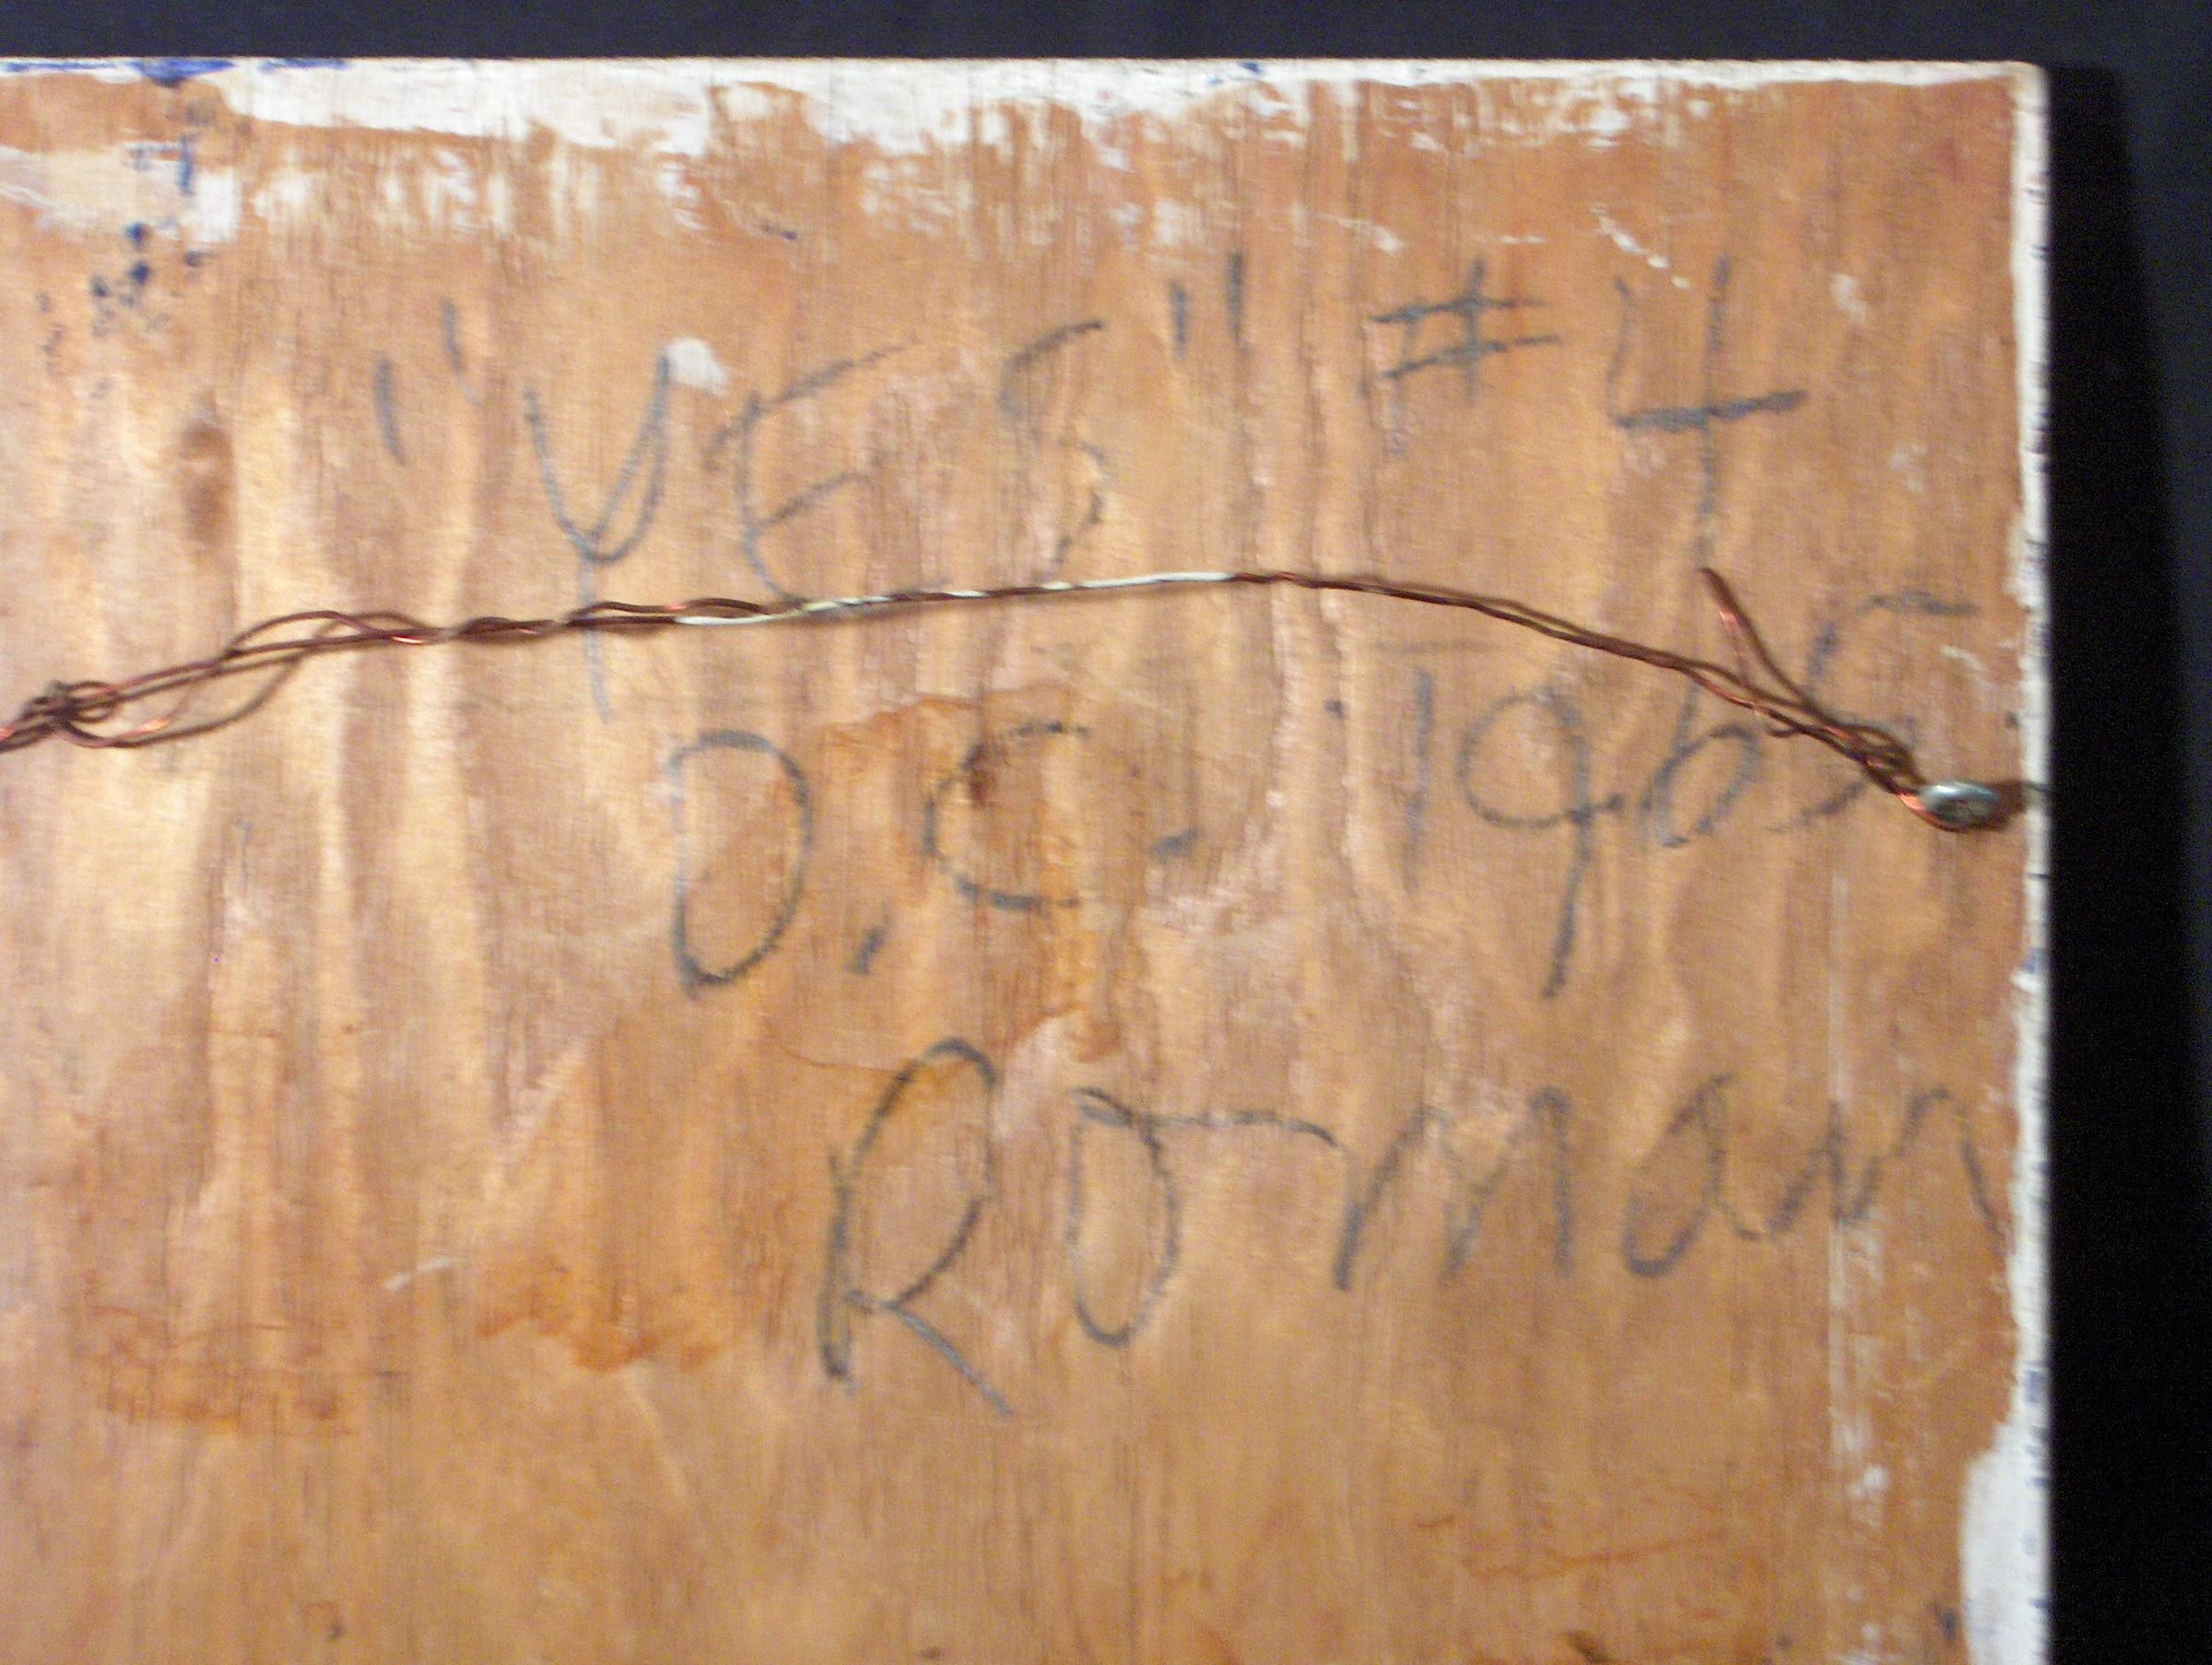 "YES" #4
D.C. 1965
Roman